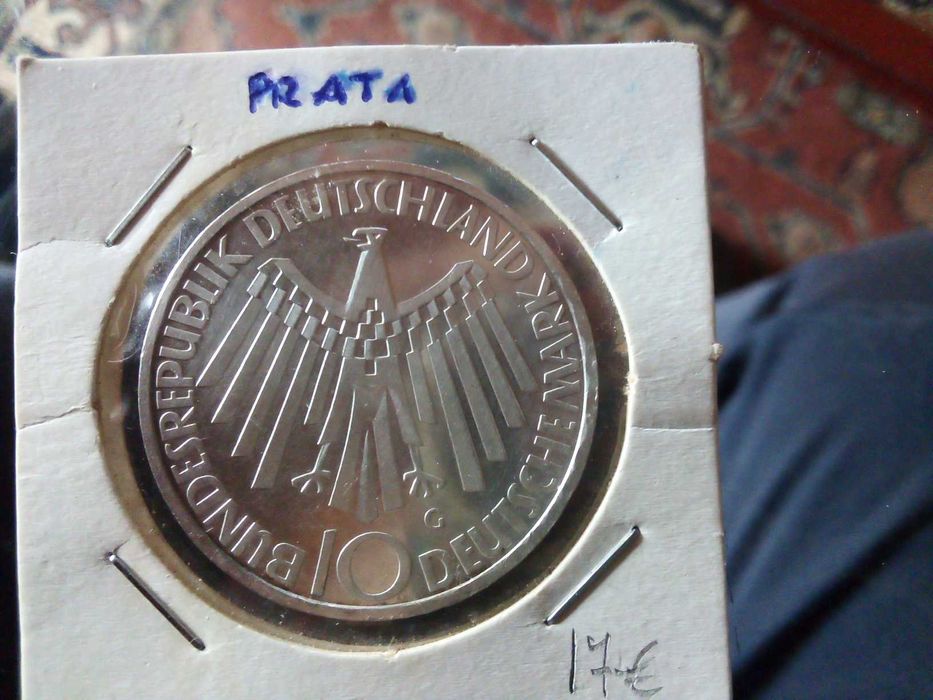 PRATA
BUNDESREPUBLIK DEUTSCHLAND
10 DEUTSCHE MARK
G
17€